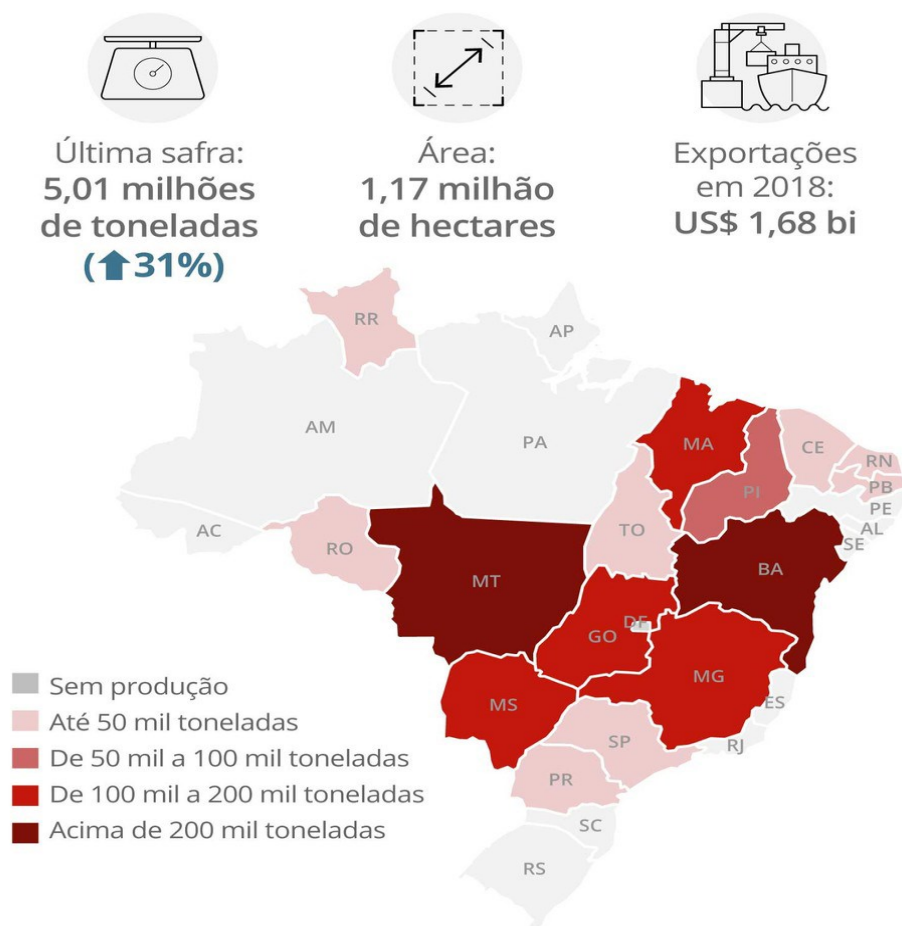 Última safra:
5,01 milhões
de toneladas
(⬆31%)
Área:
1,17 milhão
de hectares
Exportações
em 2018:
US$ 1,68 bi
RR
AP
AM
PA
MA
CE
RN
PB
PI
PE
AL
SE
AC
RO
TO
MT
BA
DF
GO
MG
MS
ES
SP
RJ
PR
SC
RS
Sem produção
Até 50 mil toneladas
De 50 mil a 100 mil toneladas
De 100 mil a 200 mil toneladas
Acima de 200 mil toneladas